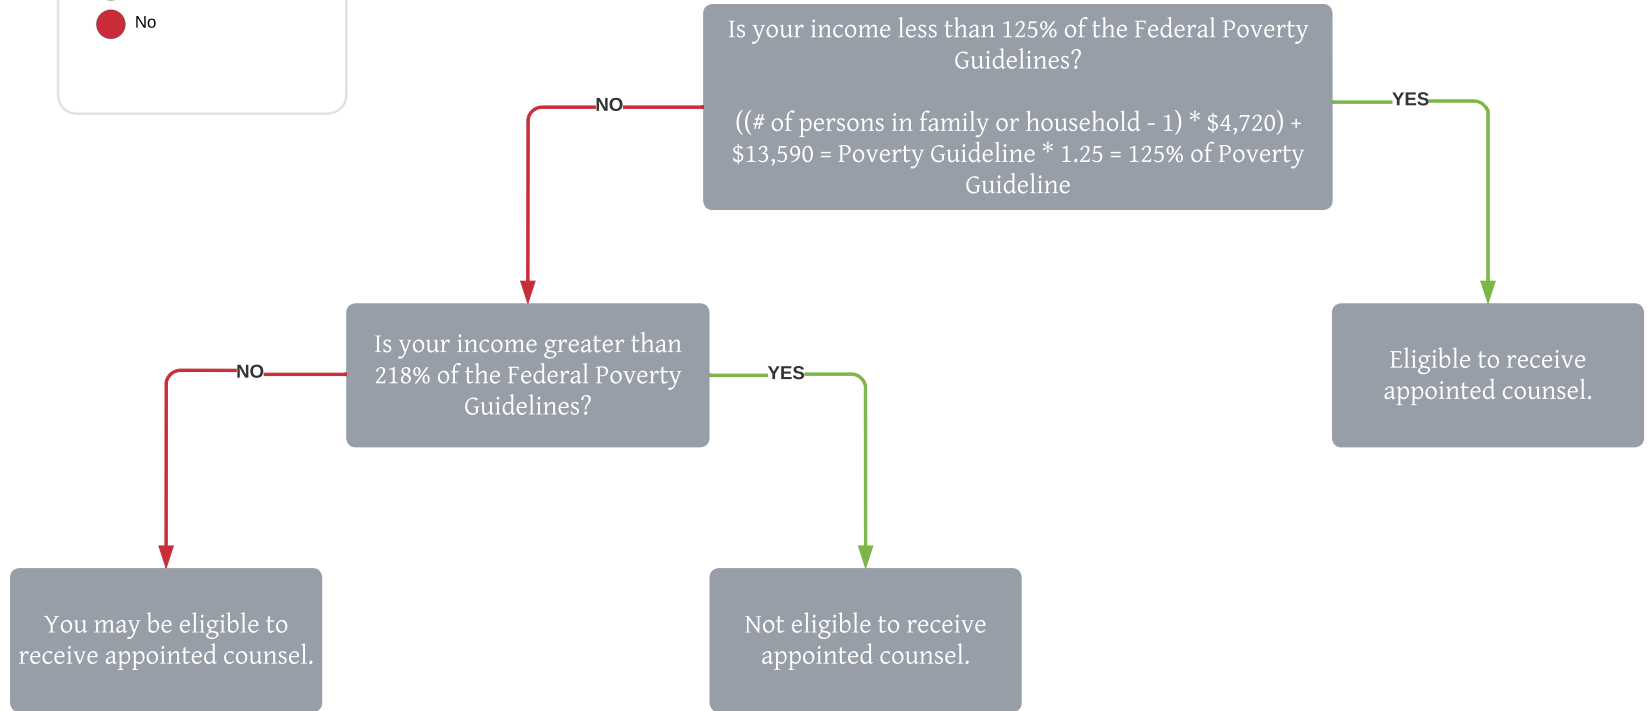 No
Is your income less than 125% of the Federal Poverty
Guidelines?
((# of persons in family or household - 1) * $4,720) +
$13,590 = Poverty Guideline * 1.25 = 125% of Poverty
Guideline
NO
YES
Is your income greater than
218% of the Federal Poverty
Guidelines?
Eligible to receive
appointed counsel.
NO
YES
You may be eligible to
receive appointed counsel.
Not eligible to receive
appointed counsel.